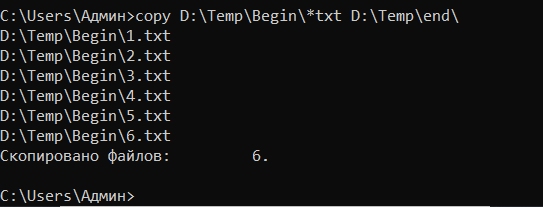 C:\Users\Админ>copy D:\Temp\Begin\*txt D:\Temp\end\
D:\Temp\Begin\1.txt
D:\Temp\Begin\2.txt
D:\Temp\Begin\3.txt
D:\Temp\Begin\4.txt
D:\Temp\Begin\5.txt
D:\Temp\Begin\6.txt
Скопировано файлов:         6.
C:\Users\Админ>